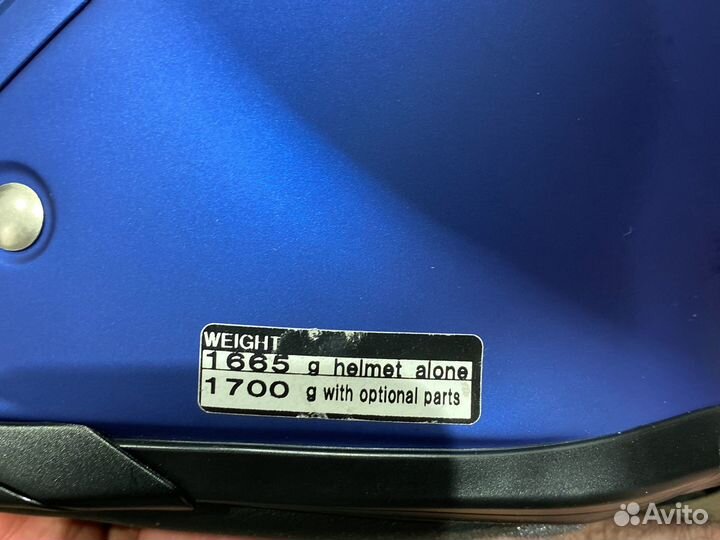 WEIGHT
1665 g helmet alone
1700 g with optional parts
Avito